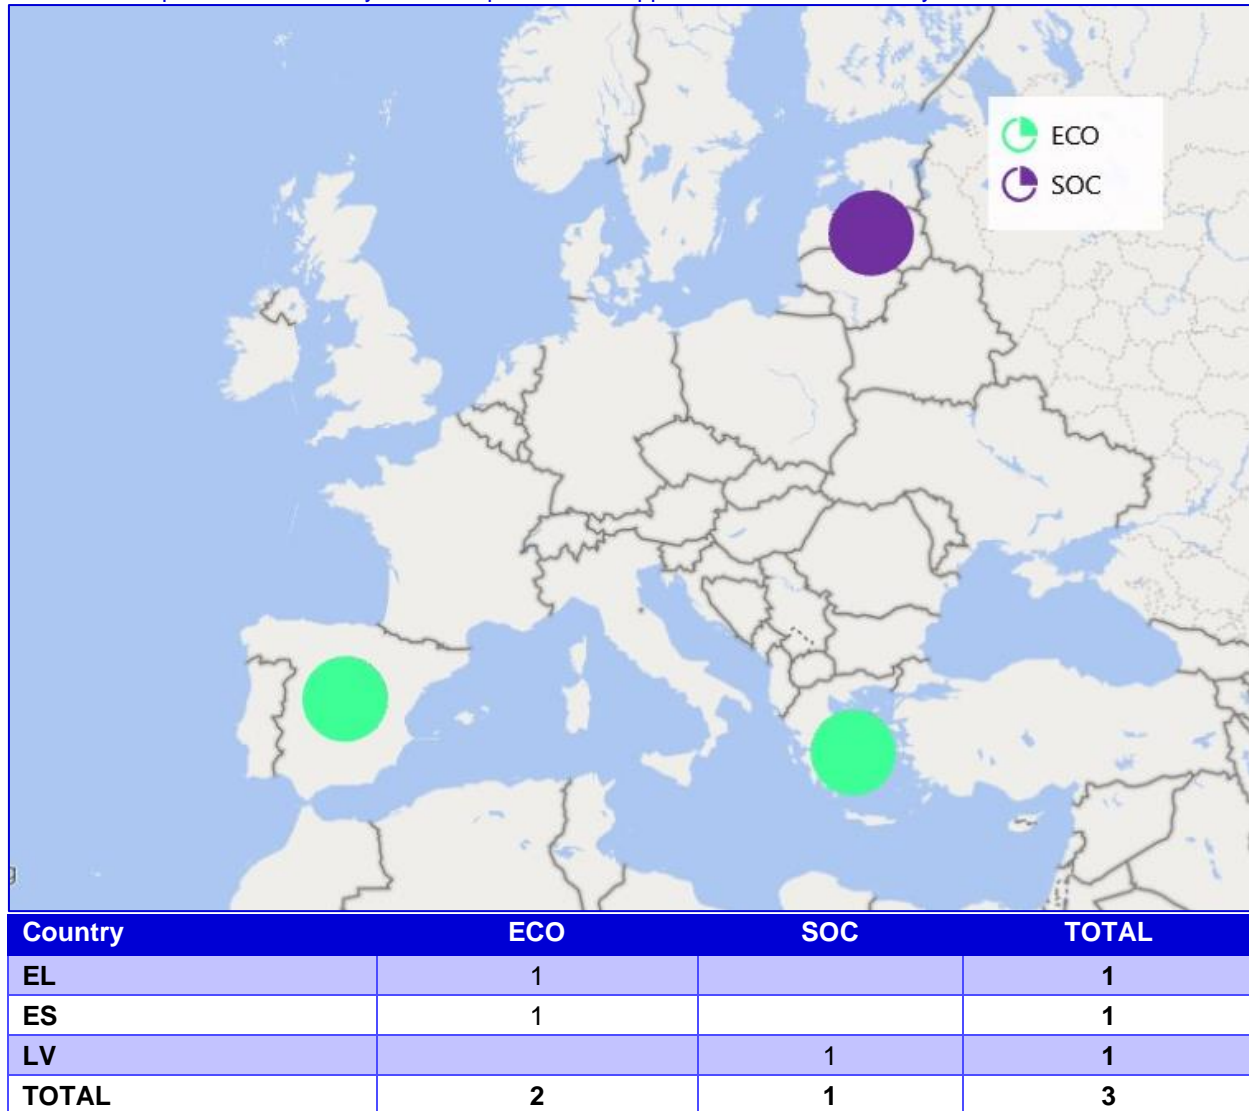 ECO
SOC
Country ECO SOC TOTAL
EL 1 1
ES 1 1
LV 1 1
TOTAL 2 1 3